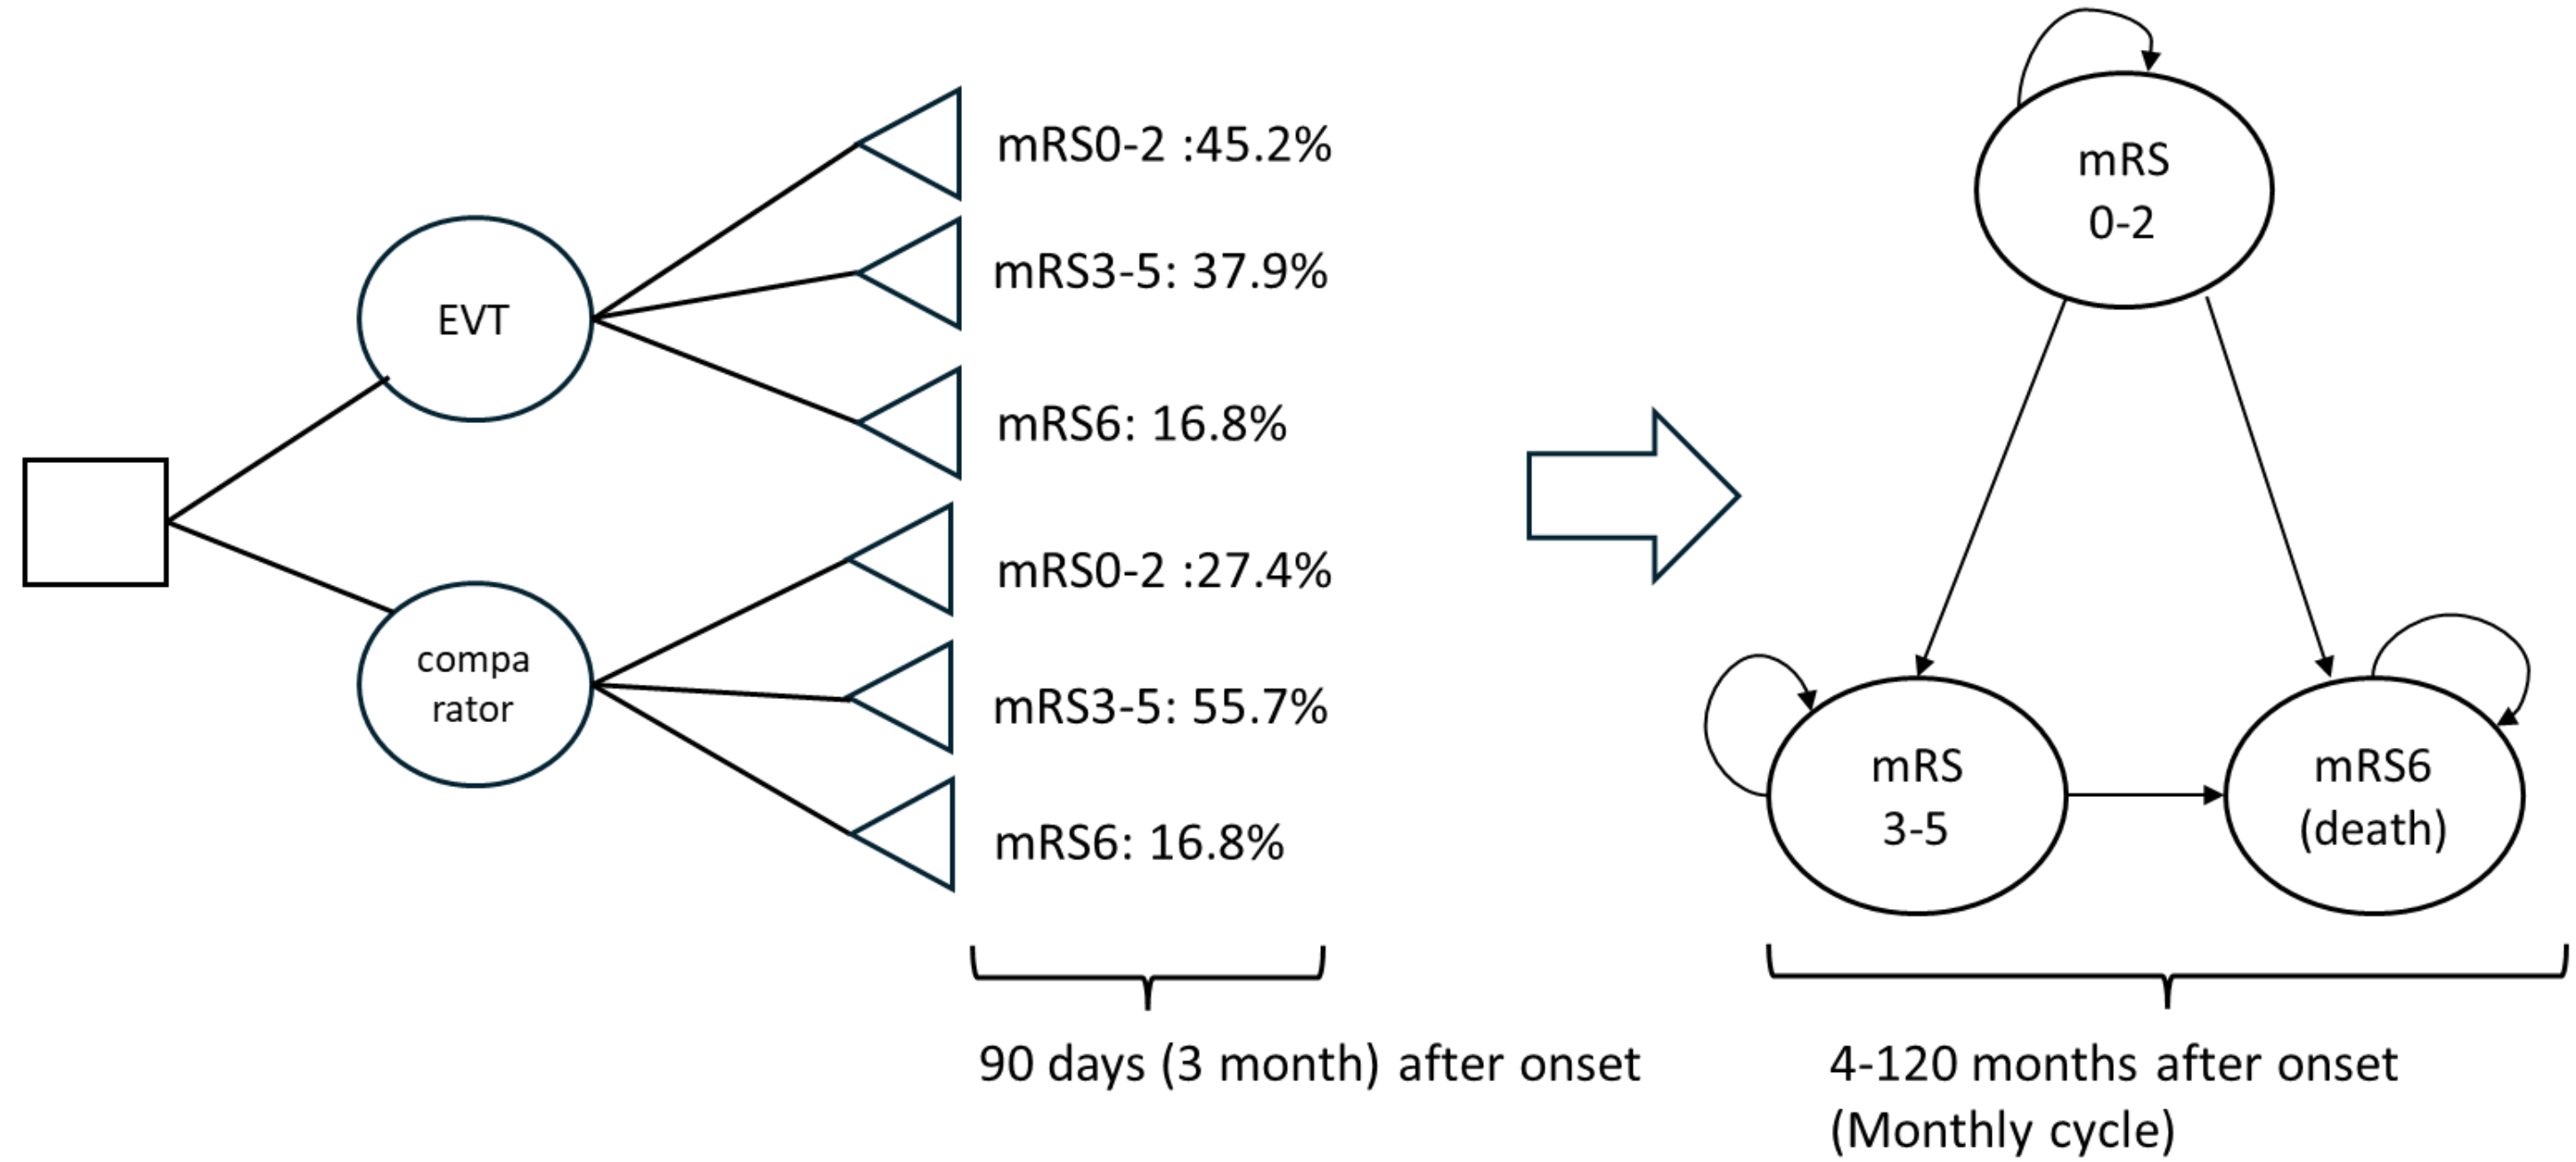 EVT
mRS0-2 :45.2%
mRS3-5: 37.9%
mRS6: 16.8%
compa
rator
mRS0-2 :27.4%
mRS3-5: 55.7%
mRS6: 16.8%
90 days (3 month) after onset
mRS
0-2
mRS
3-5
mRS6
(death)
4-120 months after onset
(Monthly cycle)